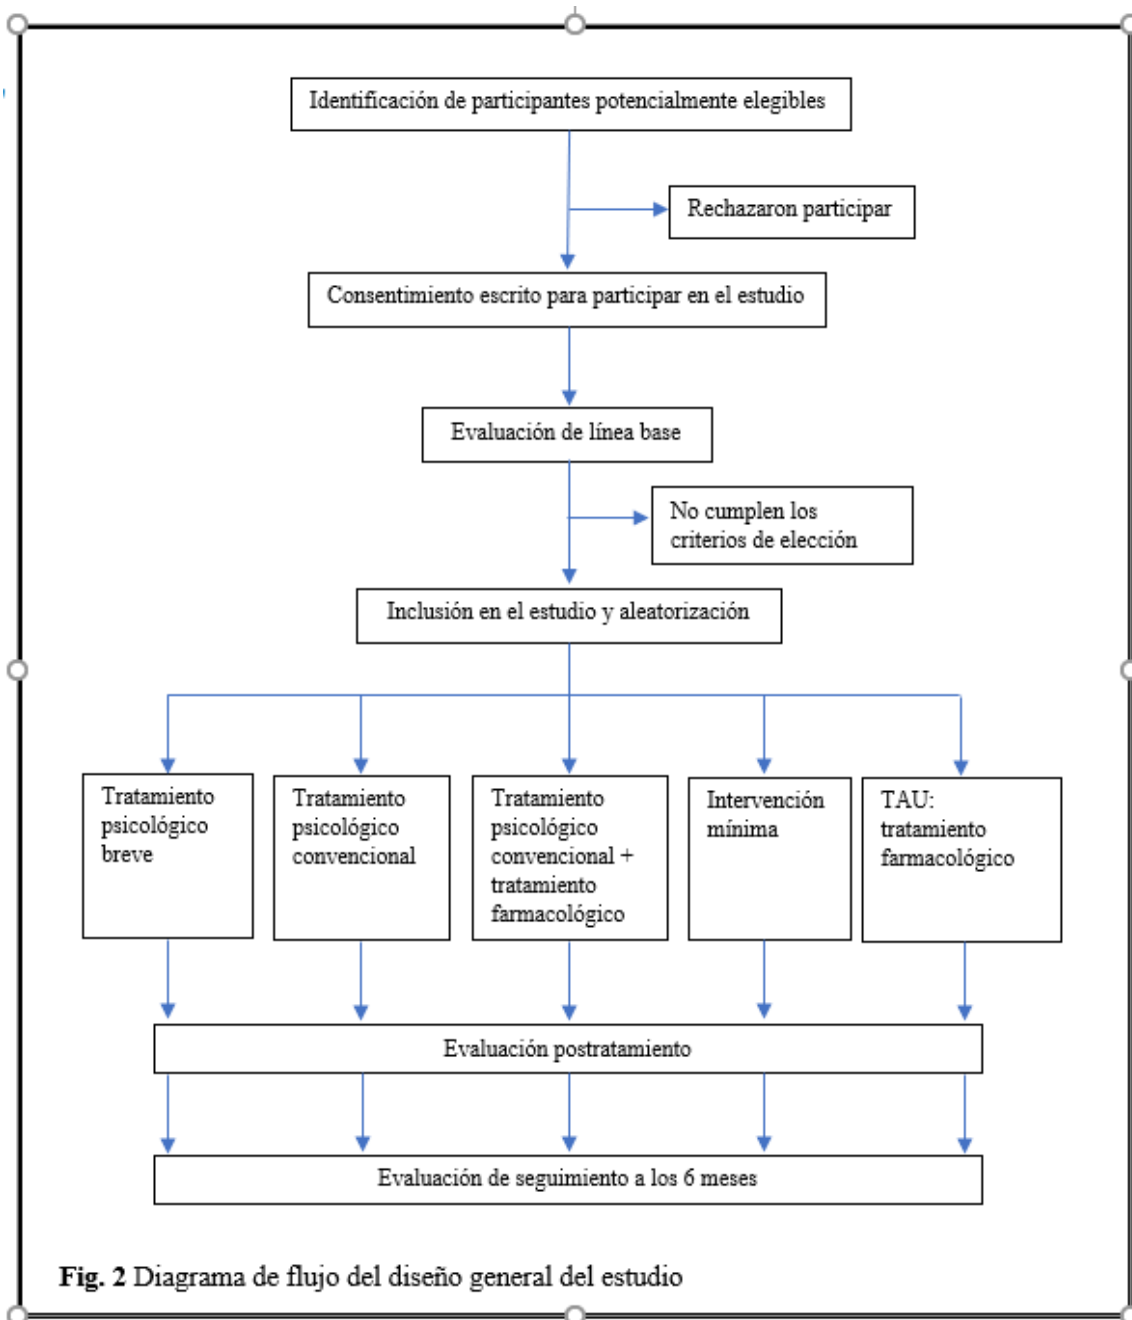 Identificación de participantes potencialmente elegibles
Rechazaron participar
Consentimiento escrito para participar en el estudio
Evaluación de línea base
No cumplen los
criterios de elección
Inclusión en el estudio y aleatorización
Tratamiento
psicológico
breve
Tratamiento
psicológico
convencional
Tratamiento
psicológico
convencional +
tratamiento
farmacológico
Intervención
mínima
TAU:
tratamiento
farmacológico
Evaluación postratamiento
Evaluación de seguimiento a los 6 meses
Fig. 2 Diagrama de flujo del diseño general del estudio